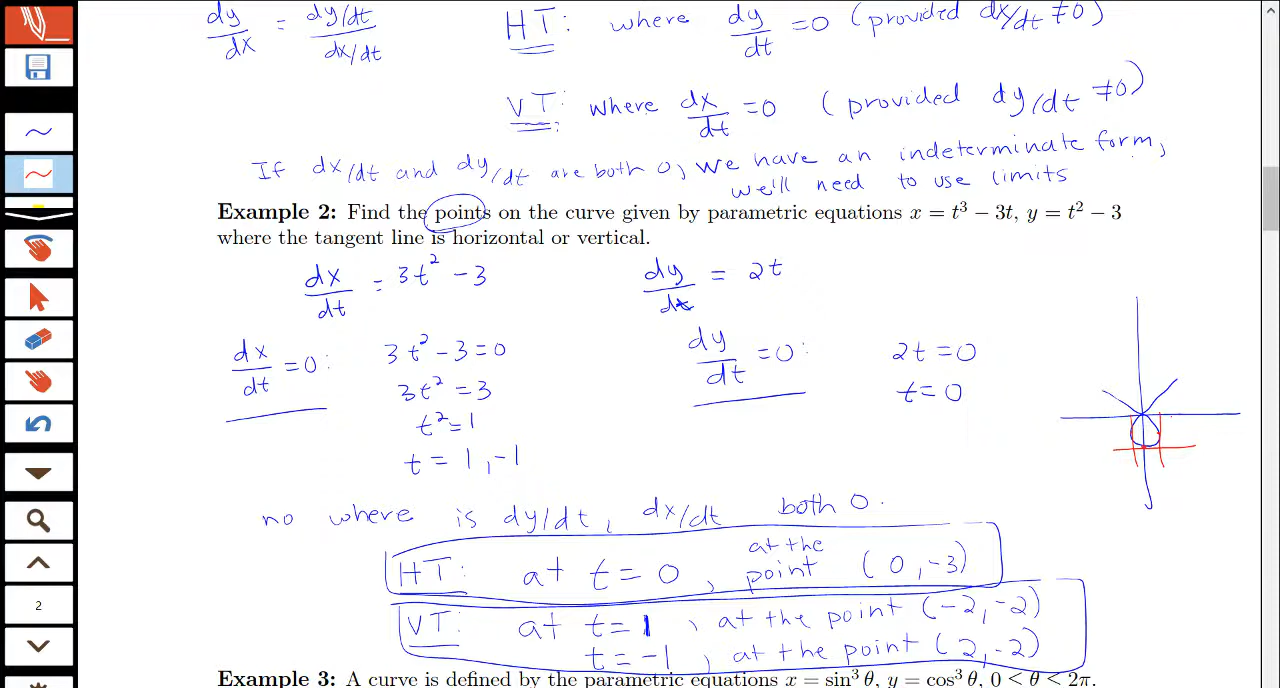 dy/dx = dy/dt / dx/dt HT: where dy/dt = 0 (provided dx/dt ≠ 0)
VT: where dx/dt = 0 (provided dy/dt ≠ 0)
If dx/dt and dy/dt are both 0, we have an indeterminate form,
we'll need to use limits
Example 2: Find the points on the curve given by parametric equations x = t³ − 3t, y = t² − 3
where the tangent line is horizontal or vertical.
dx/dt = 3t² − 3 dy/dt = 2t
dx/dt = 0: 3t² − 3 = 0 dy/dt = 0: 2t = 0
3t² = 3 t = 0
t² = 1
t = 1, −1
no where is dy/dt, dx/dt both 0.
HT: at t = 0, at the point (0, −3)
VT: at t = 1, at the point (−2, −2)
t = −1, at the point (2, −2)
2
Example 3: A curve is defined by the parametric equations x = sin³ θ, y = cos³ θ, 0 < θ < 2π.